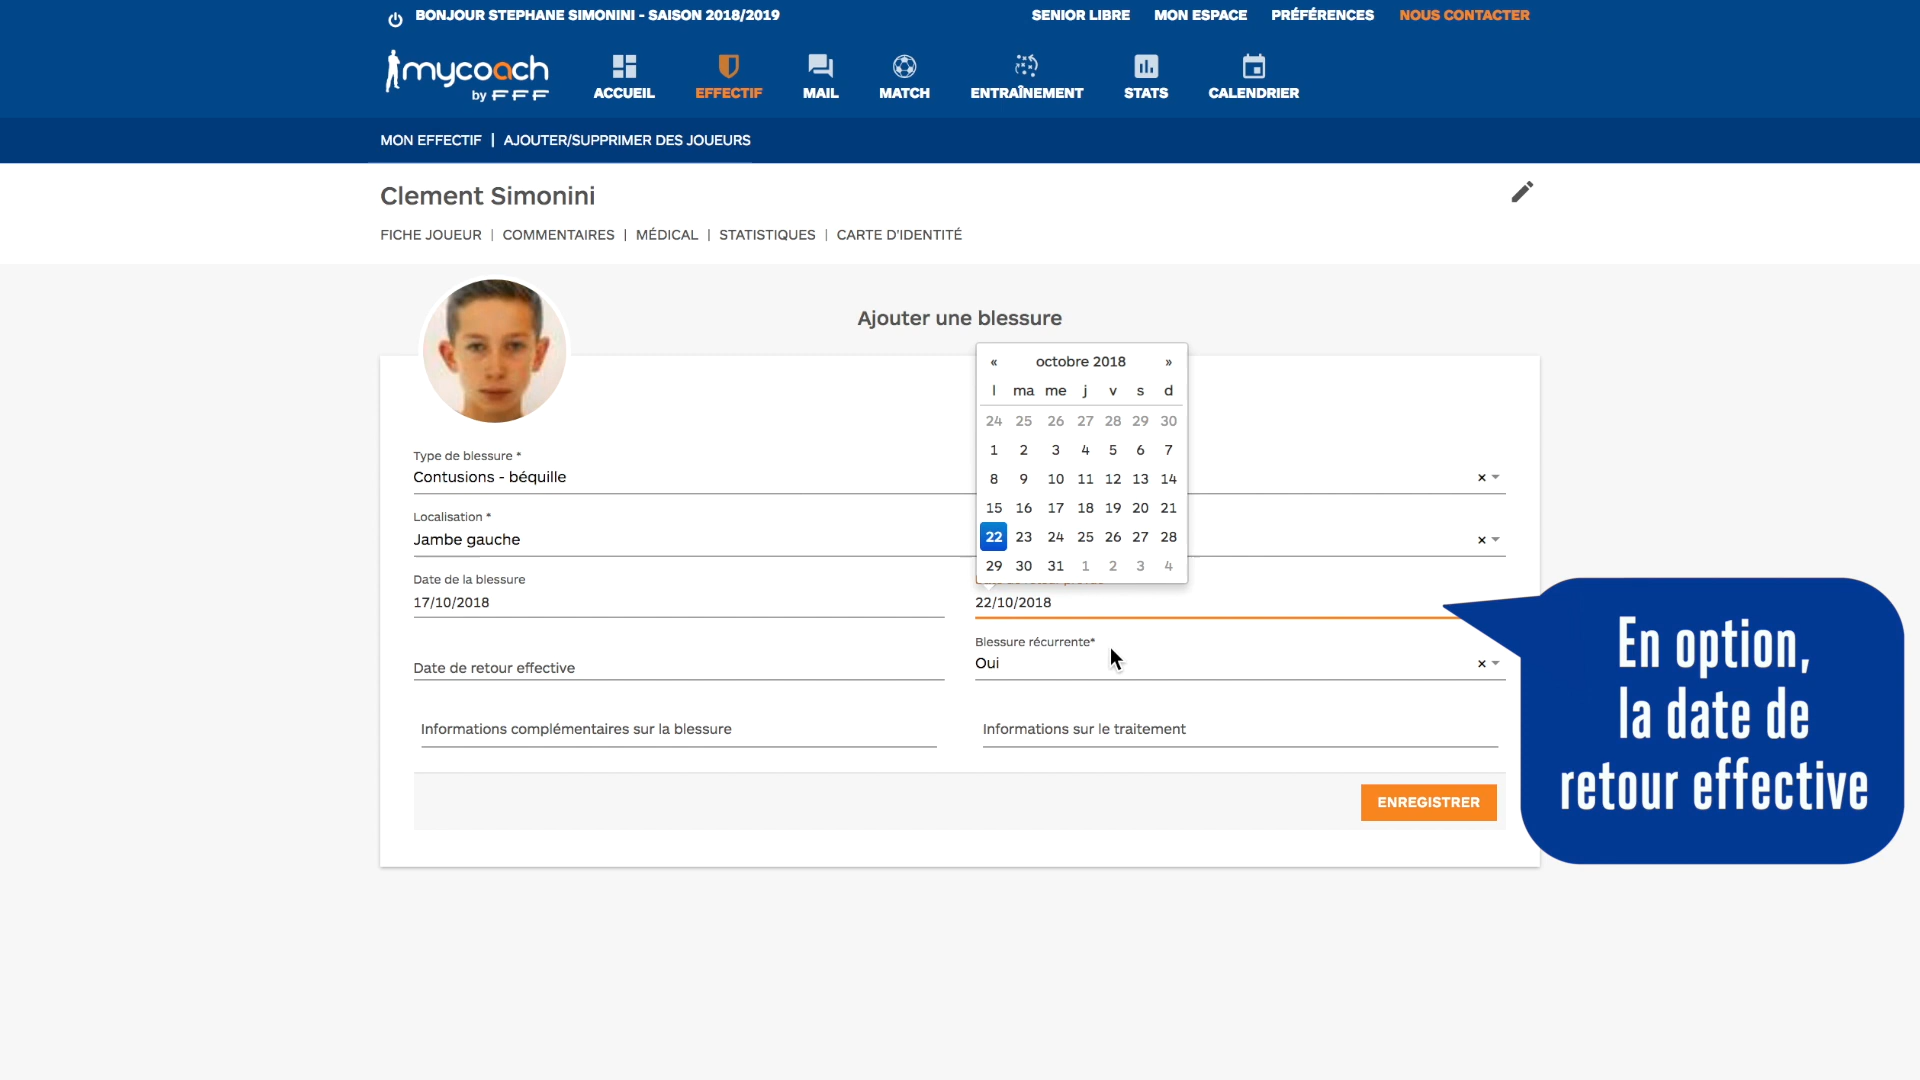 BONJOUR STEPHANE SIMONINI - SAISON 2018/2019
SENIOR LIBRE MON ESPACE PRÉFÉRENCES NOUS CONTACTER
mycoach
by FFF
ACCUEIL EFFECTIF MAIL MATCH ENTRAÎNEMENT STATS CALENDRIER
MON EFFECTIF | AJOUTER/SUPPRIMER DES JOUEURS
Clement Simonini
FICHE JOUEUR | COMMENTAIRES | MÉDICAL | STATISTIQUES | CARTE D'IDENTITÉ
Ajouter une blessure
« octobre 2018 »
l ma me j v s d
24 25 26 27 28 29 30
1 2 3 4 5 6 7
8 9 10 11 12 13 14
15 16 17 18 19 20 21
22 23 24 25 26 27 28
29 30 31 1 2 3 4
Type de blessure *
Contusions - béquille
Localisation *
Jambe gauche
Date de la blessure
17/10/2018
22/10/2018
Date de retour effective
Blessure récurrente*
Oui
Informations complémentaires sur la blessure
Informations sur le traitement
ENREGISTRER
En option,
la date de
retour effective